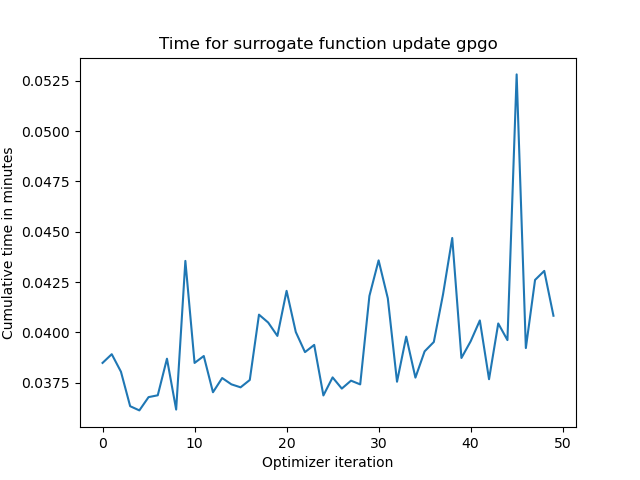 Time for surrogate function update gpgo
Cumulative time in minutes
0.0525
0.0500
0.0475
0.0450
0.0425
0.0400
0.0375
0 10 20 30 40 50
Optimizer iteration